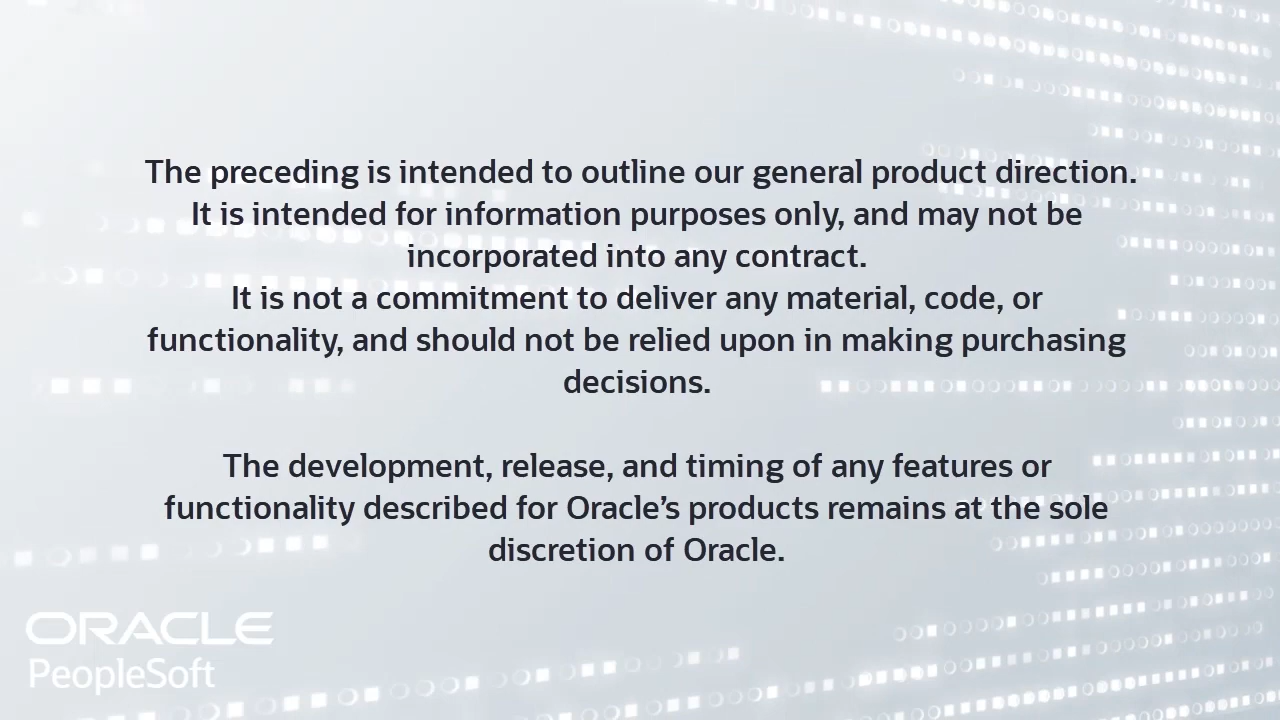 The preceding is intended to outline our general product direction.
It is intended for information purposes only, and may not be
incorporated into any contract.
It is not a commitment to deliver any material, code, or
functionality, and should not be relied upon in making purchasing
decisions.
The development, release, and timing of any features or
functionality described for Oracle’s products remains at the sole
discretion of Oracle.
ORACLE
PeopleSoft